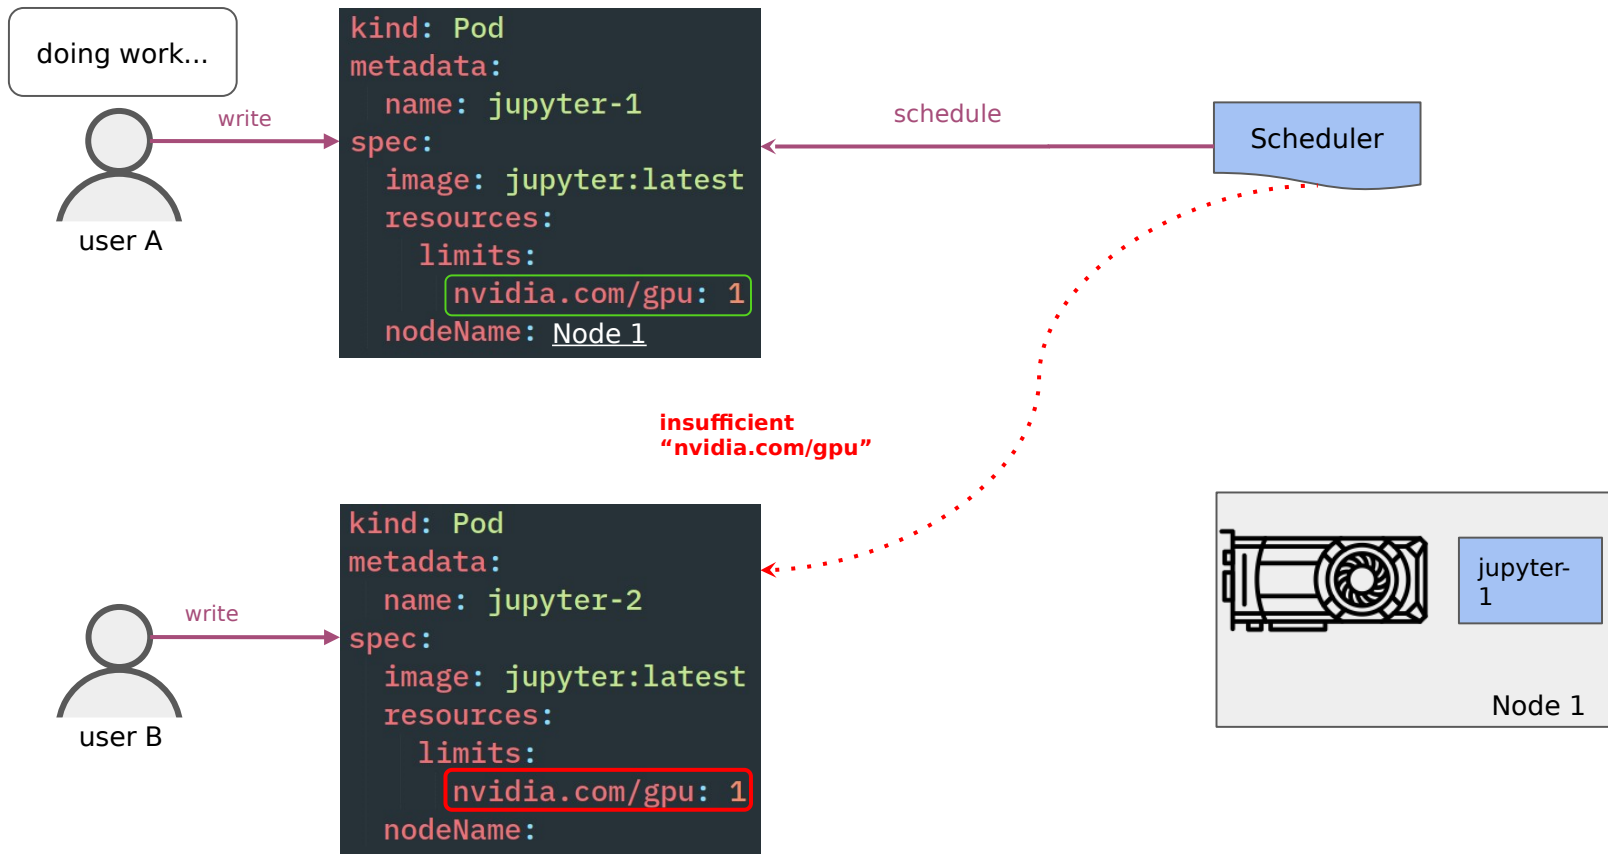 doing work...
write
user A
kind: Pod
metadata:
name: jupyter-1
spec:
image: jupyter:latest
resources:
limits:
nvidia.com/gpu: 1
nodeName: Node 1
schedule
Scheduler
insufficient
“nvidia.com/gpu”
write
user B
kind: Pod
metadata:
name: jupyter-2
spec:
image: jupyter:latest
resources:
limits:
nvidia.com/gpu: 1
nodeName:
jupyter-
1
Node 1